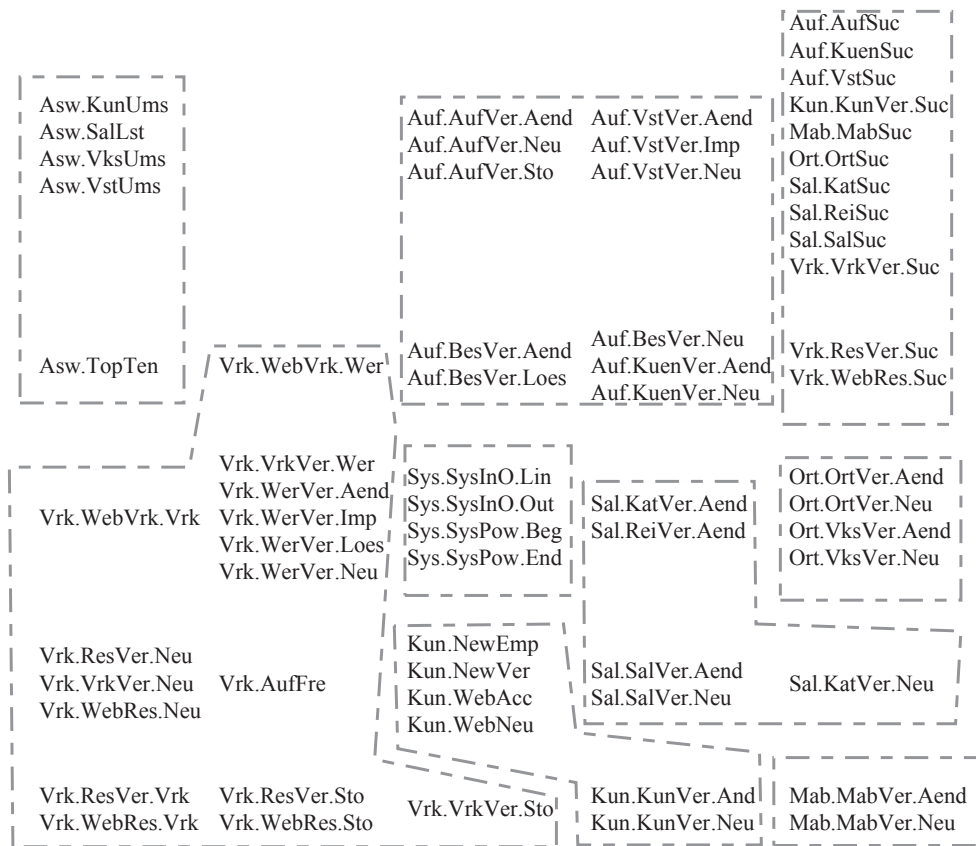 Asw.KunUms
Asw.SalLst
Asw.VksUms
Asw.VstUms
Asw.TopTen
Auf.AufVer.Aend
Auf.AufVer.Neu
Auf.AufVer.Sto
Auf.VstVer.Aend
Auf.VstVer.Imp
Auf.VstVer.Neu
Auf.BesVer.Aend
Auf.BesVer.Loes
Auf.BesVer.Neu
Auf.KuenVer.Aend
Auf.KuenVer.Neu
Auf.AufSuc
Auf.KuenSuc
Auf.VstSuc
Kun.KunVer.Suc
Mab.MabSuc
Ort.OrtSuc
Sal.KatSuc
Sal.ReiSuc
Sal.SalSuc
Vrk.VrkVer.Suc
Vrk.ResVer.Suc
Vrk.WebRes.Suc
Vrk.WebVrk.Wer
Vrk.WebVrk.Vrk
Vrk.VrkVer.Wer
Vrk.WerVer.Aend
Vrk.WerVer.Imp
Vrk.WerVer.Loes
Vrk.WerVer.Neu
Vrk.ResVer.Neu
Vrk.VrkVer.Neu
Vrk.WebRes.Neu
Vrk.AufFre
Vrk.ResVer.Vrk
Vrk.WebRes.Vrk
Vrk.ResVer.Sto
Vrk.WebRes.Sto
Vrk.VrkVer.Sto
Sys.SysInO.Lin
Sys.SysInO.Out
Sys.SysPow.Beg
Sys.SysPow.End
Sal.KatVer.Aend
Sal.ReiVer.Aend
Sal.SalVer.Aend
Sal.SalVer.Neu
Sal.KatVer.Neu
Ort.OrtVer.Aend
Ort.OrtVer.Neu
Ort.VksVer.Aend
Ort.VksVer.Neu
Kun.NewEmp
Kun.NewVer
Kun.WebAcc
Kun.WebNeu
Kun.KunVer.And
Kun.KunVer.Neu
Mab.MabVer.Aend
Mab.MabVer.Neu